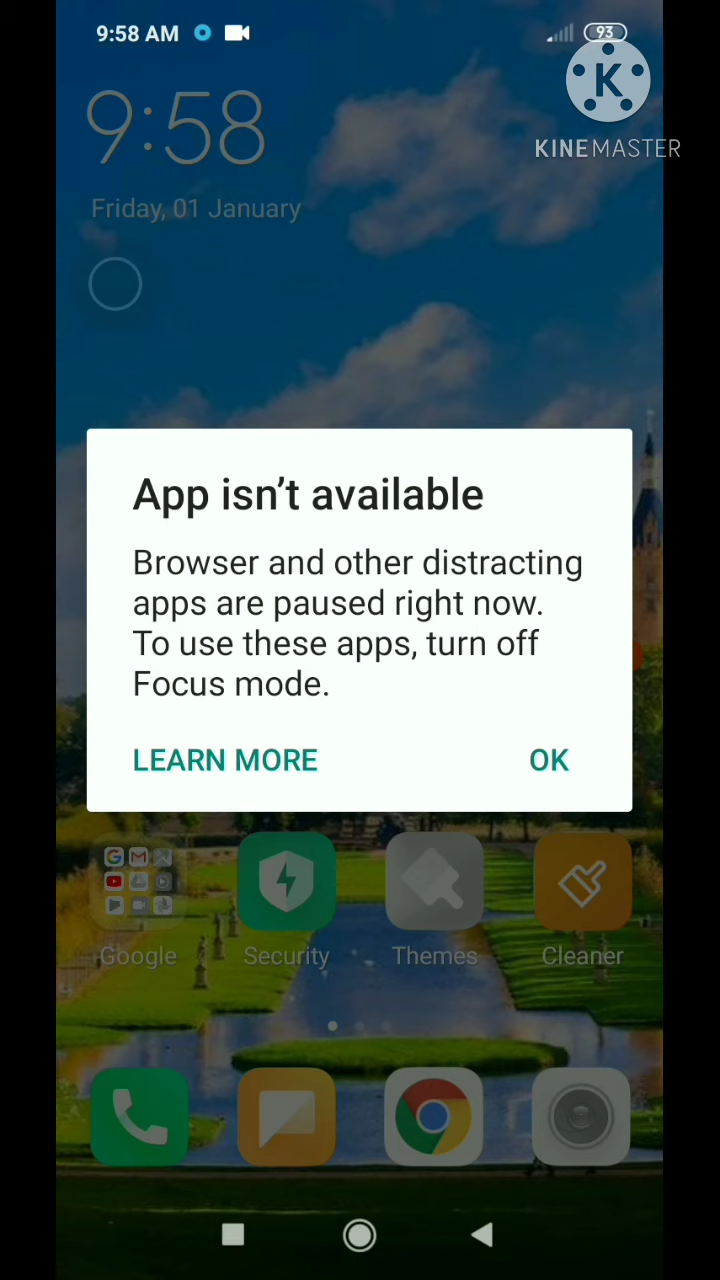 9:58 AM
93
K
KINEMASTER
9:58
Friday, 01 January
App isn’t available
Browser and other distracting
apps are paused right now.
To use these apps, turn off
Focus mode.
LEARN MORE
OK
Google
Security
Themes
Cleaner